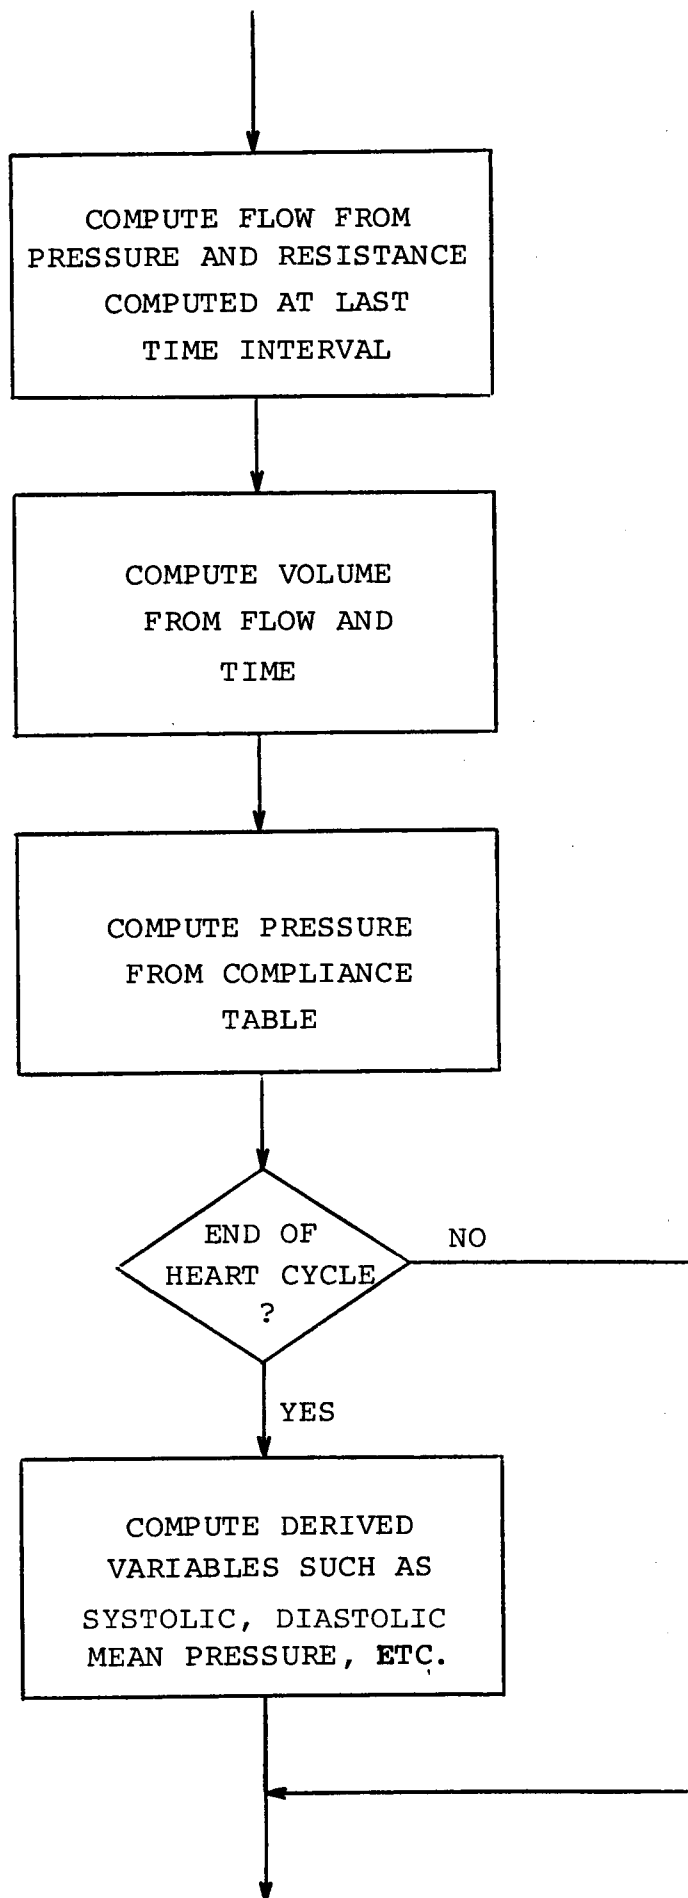 COMPUTE FLOW FROM
PRESSURE AND RESISTANCE
COMPUTED AT LAST
TIME INTERVAL
COMPUTE VOLUME
FROM FLOW AND
TIME
COMPUTE PRESSURE
FROM COMPLIANCE
TABLE
END OF
HEART CYCLE
?
NO
YES
COMPUTE DERIVED
VARIABLES SUCH AS
SYSTOLIC, DIASTOLIC
MEAN PRESSURE, ETC.